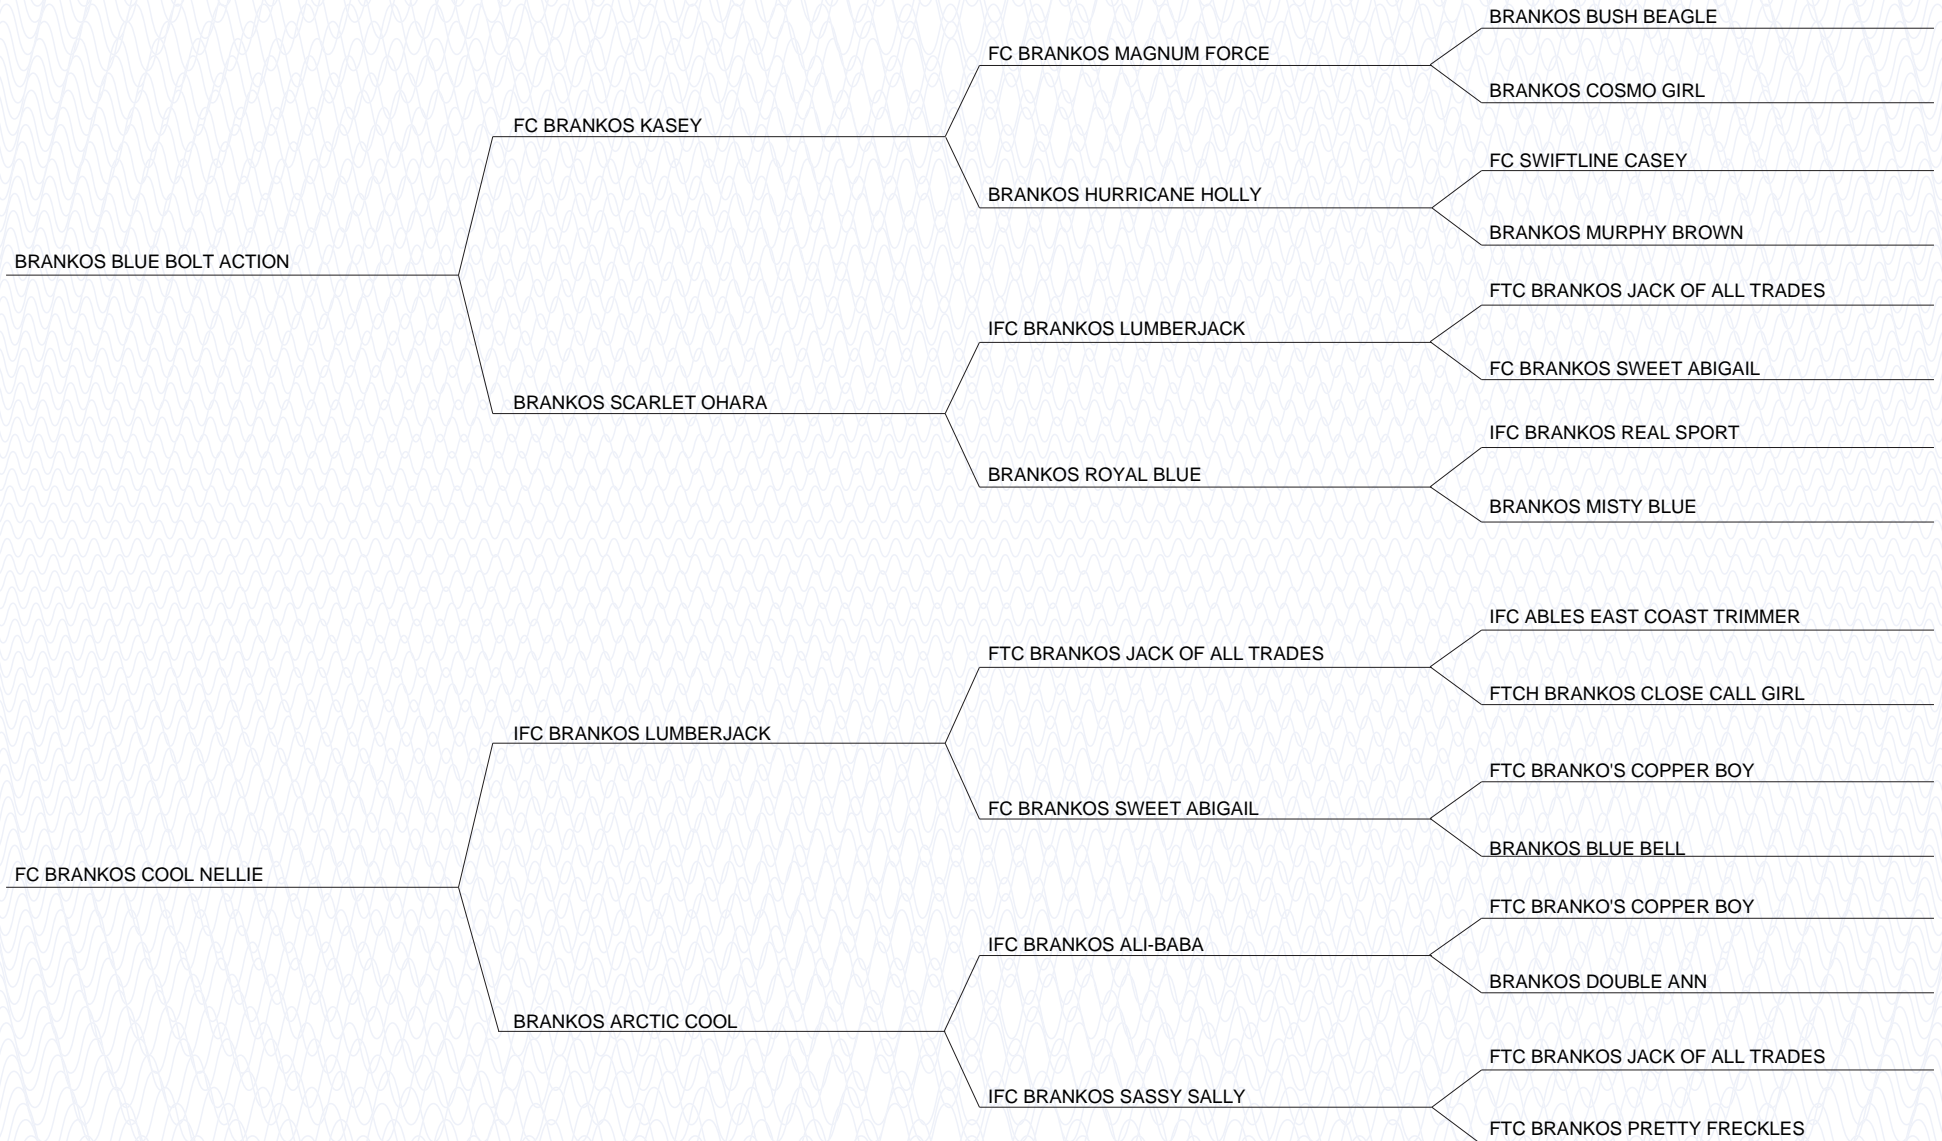 BRANKOS BUSH BEAGLE
FC BRANKOS MAGNUM FORCE
BRANKOS COSMO GIRL
FC BRANKOS KASEY
FC SWIFTLINE CASEY
BRANKOS HURRICANE HOLLY
BRANKOS MURPHY BROWN
BRANKOS BLUE BOLT ACTION
FTC BRANKOS JACK OF ALL TRADES
IFC BRANKOS LUMBERJACK
FC BRANKOS SWEET ABIGAIL
BRANKOS SCARLET OHARA
IFC BRANKOS REAL SPORT
BRANKOS ROYAL BLUE
BRANKOS MISTY BLUE
IFC ABLES EAST COAST TRIMMER
FTC BRANKOS JACK OF ALL TRADES
FTCH BRANKOS CLOSE CALL GIRL
IFC BRANKOS LUMBERJACK
FTC BRANKO'S COPPER BOY
FC BRANKOS SWEET ABIGAIL
BRANKOS BLUE BELL
FC BRANKOS COOL NELLIE
FTC BRANKO'S COPPER BOY
IFC BRANKOS ALI-BABA
BRANKOS DOUBLE ANN
BRANKOS ARCTIC COOL
FTC BRANKOS JACK OF ALL TRADES
IFC BRANKOS SASSY SALLY
FTC BRANKOS PRETTY FRECKLES